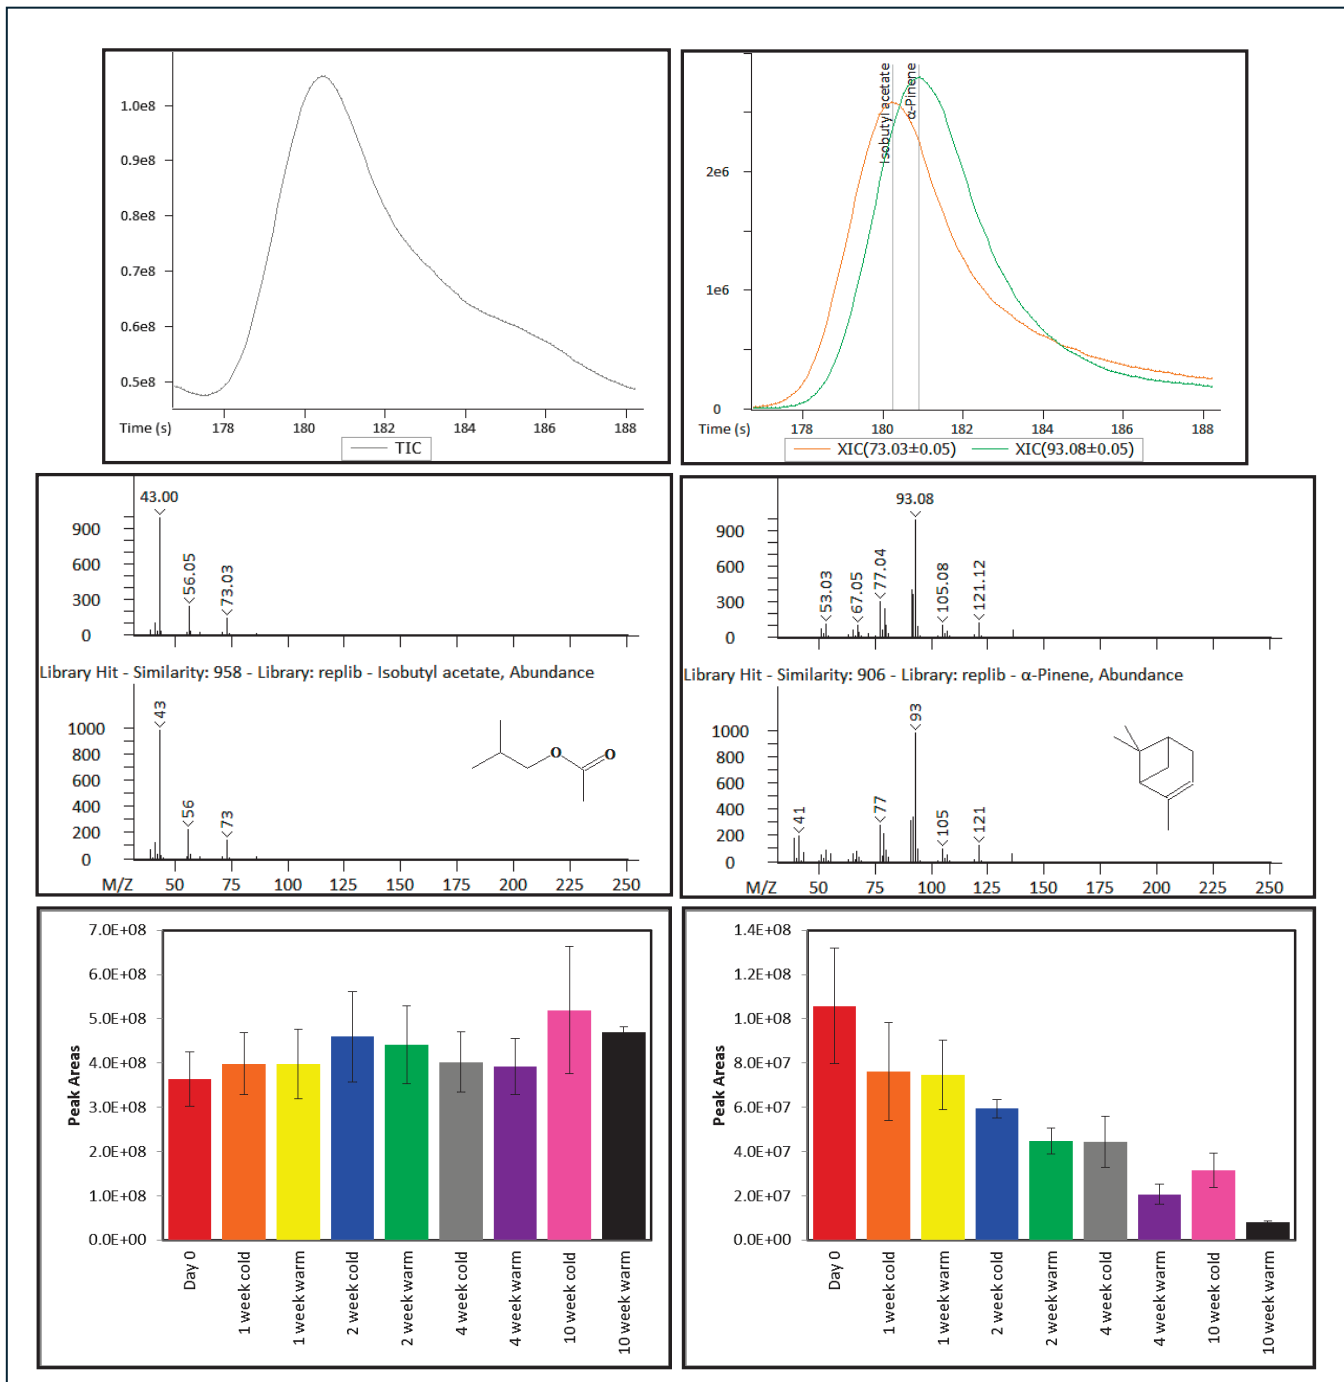 1.0e8
0.9e8
0.8e8
0.7e8
0.6e8
0.5e8
Time (s) 178 180 182 184 186 188
TIC
Isobutyl acetate
α-Pinene
2e6
1e6
0
Time (s) 178 180 182 184 186 188
XIC(73.03±0.05) XIC(93.08±0.05)
43.00
56.05
73.03
900
600
300
0
Library Hit - Similarity: 958 - Library: replib - Isobutyl acetate, Abundance
43
56
73
1000
800
600
400
200
0
O O
M/Z 50 75 100 125 150 175 200 225 250
93.08
53.03
67.05
77.04
105.08
121.12
900
600
300
0
Library Hit - Similarity: 906 - Library: replib - α-Pinene, Abundance
93
41
77
105
121
1000
800
600
400
200
0
M/Z 50 75 100 125 150 175 200 225 250
Peak Areas
7.0E+08
6.0E+08
5.0E+08
4.0E+08
3.0E+08
2.0E+08
1.0E+08
0.0E+00
Day 0
1 week cold
1 week warm
2 week cold
2 week warm
4 week cold
4 week warm
10 week cold
10 week warm
Peak Areas
1.4E+08
1.2E+08
1.0E+08
8.0E+07
6.0E+07
4.0E+07
2.0E+07
0.0E+00
Day 0
1 week cold
1 week warm
2 week cold
2 week warm
4 week cold
4 week warm
10 week cold
10 week warm